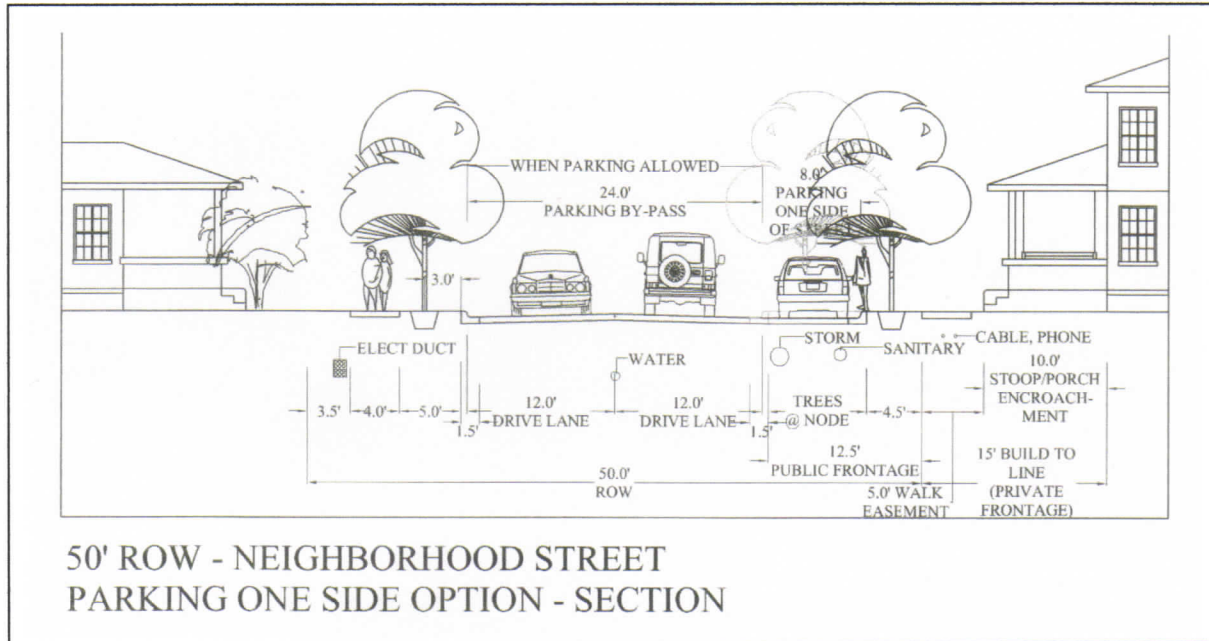 WHEN PARKING ALLOWED
24.0'
PARKING BY-PASS
8.0'
PARKING
ONE SIDE
OF STREET
3.0'
ELECT DUCT
WATER
STORM
SANITARY
CABLE, PHONE
10.0'
STOOP/PORCH
ENCROACH-
MENT
3.5'
4.0'
5.0'
1.5'
12.0'
DRIVE LANE
12.0'
DRIVE LANE
1.5'
TREES
@ NODE
4.5'
12.5'
PUBLIC FRONTAGE
50.0'
ROW
5.0' WALK
EASEMENT
15' BUILD TO
LINE
(PRIVATE
FRONTAGE)
50' ROW - NEIGHBORHOOD STREET
PARKING ONE SIDE OPTION - SECTION